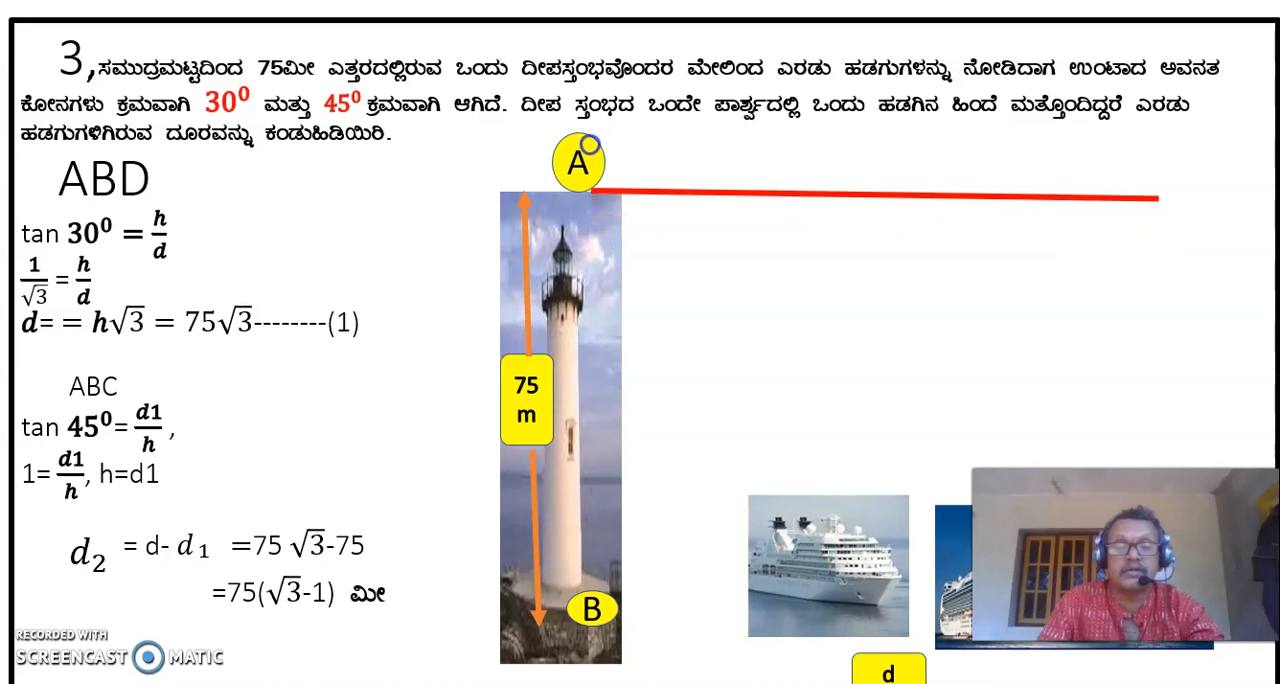 3,ಸಮುದ್ರಮಟ್ಟದಿಂದ 75ಮೀ ಎತ್ತರದಲ್ಲಿರುವ ಒಂದು ದೀಪಸ್ತಂಭವೊಂದರ ಮೇಲಿಂದ ಎರಡು ಹಡಗುಗಳನ್ನು ನೋಡಿದಾಗ ಉಂಟಾದ ಅವನತ
ಕೋನಗಳು ಕ್ರಮವಾಗಿ 30⁰ ಮತ್ತು 45⁰ ಕ್ರಮವಾಗಿ ಆಗಿದೆ. ದೀಪ ಸ್ತಂಭದ ಒಂದೇ ಪಾರ್ಶ್ವದಲ್ಲಿ ಒಂದು ಹಡಗಿನ ಹಿಂದೆ ಮತ್ತೊಂದಿದ್ದರೆ ಎರಡು
ಹಡಗುಗಳಿಗಿರುವ ದೂರವನ್ನು ಕಂಡುಹಿಡಿಯಿರಿ.
ABD
tan 30⁰ = h/d
1/√3 = h/d
d= = h√3 = 75√3--------(1)
ABC
tan 45⁰= d1/h ,
1= d1/h, h=d1
d₂ = d- d₁ =75 √3-75
=75(√3-1) ಮೀ
A
75
m
B
d
RECORDED WITH
SCREENCAST MATIC